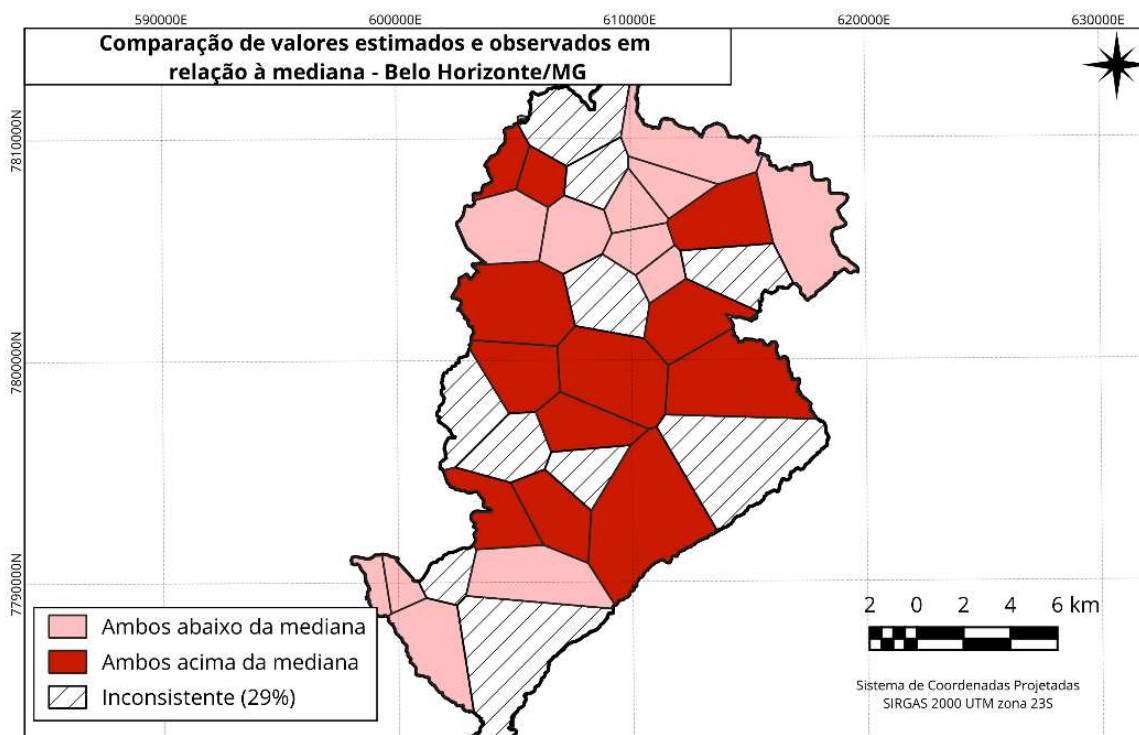 590000E
600000E
610000E
620000E
630000E
Comparação de valores estimados e observados em
relação à mediana - Belo Horizonte/MG
7810000N
7800000N
7790000N
Ambos abaixo da mediana
Ambos acima da mediana
Inconsistente (29%)
2 0 2 4 6 km
Sistema de Coordenadas Projetadas
SIRGAS 2000 UTM zona 23S